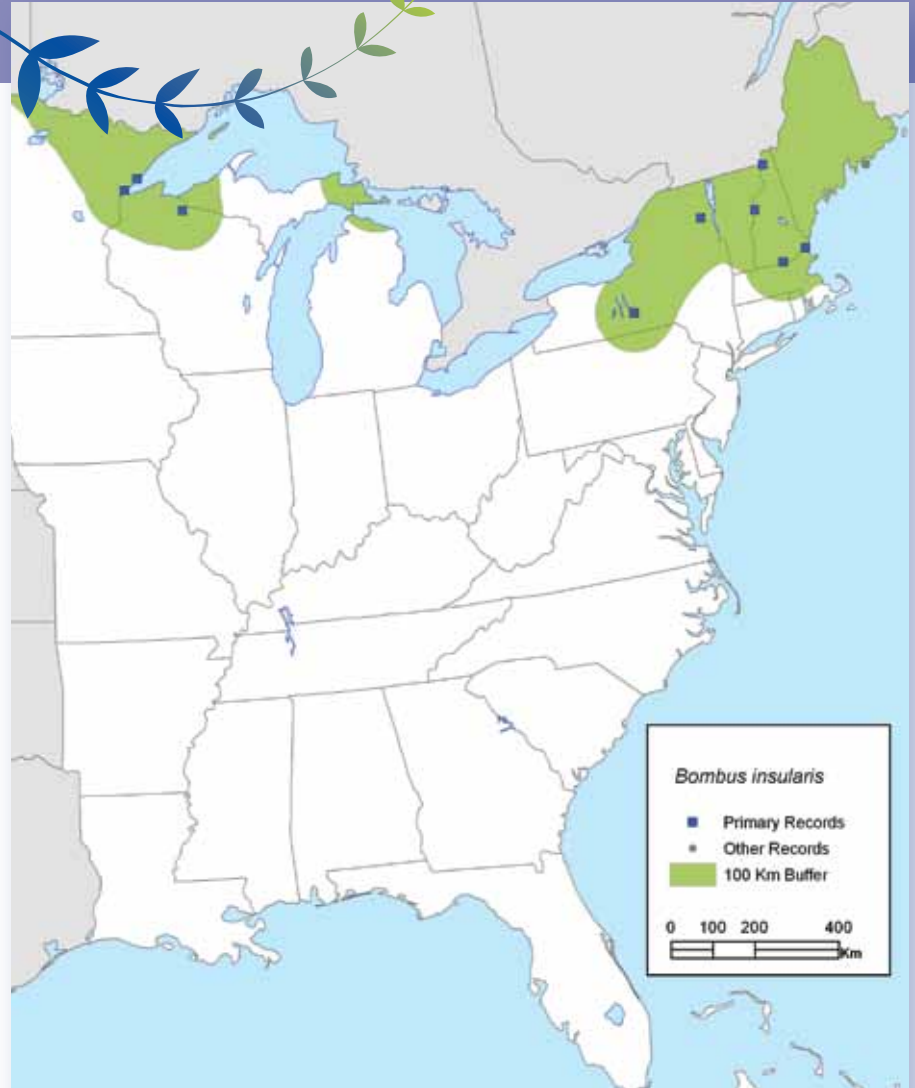 Bombus insularis
Primary Records
Other Records
100 Km Buffer
0 100 200 400
Km